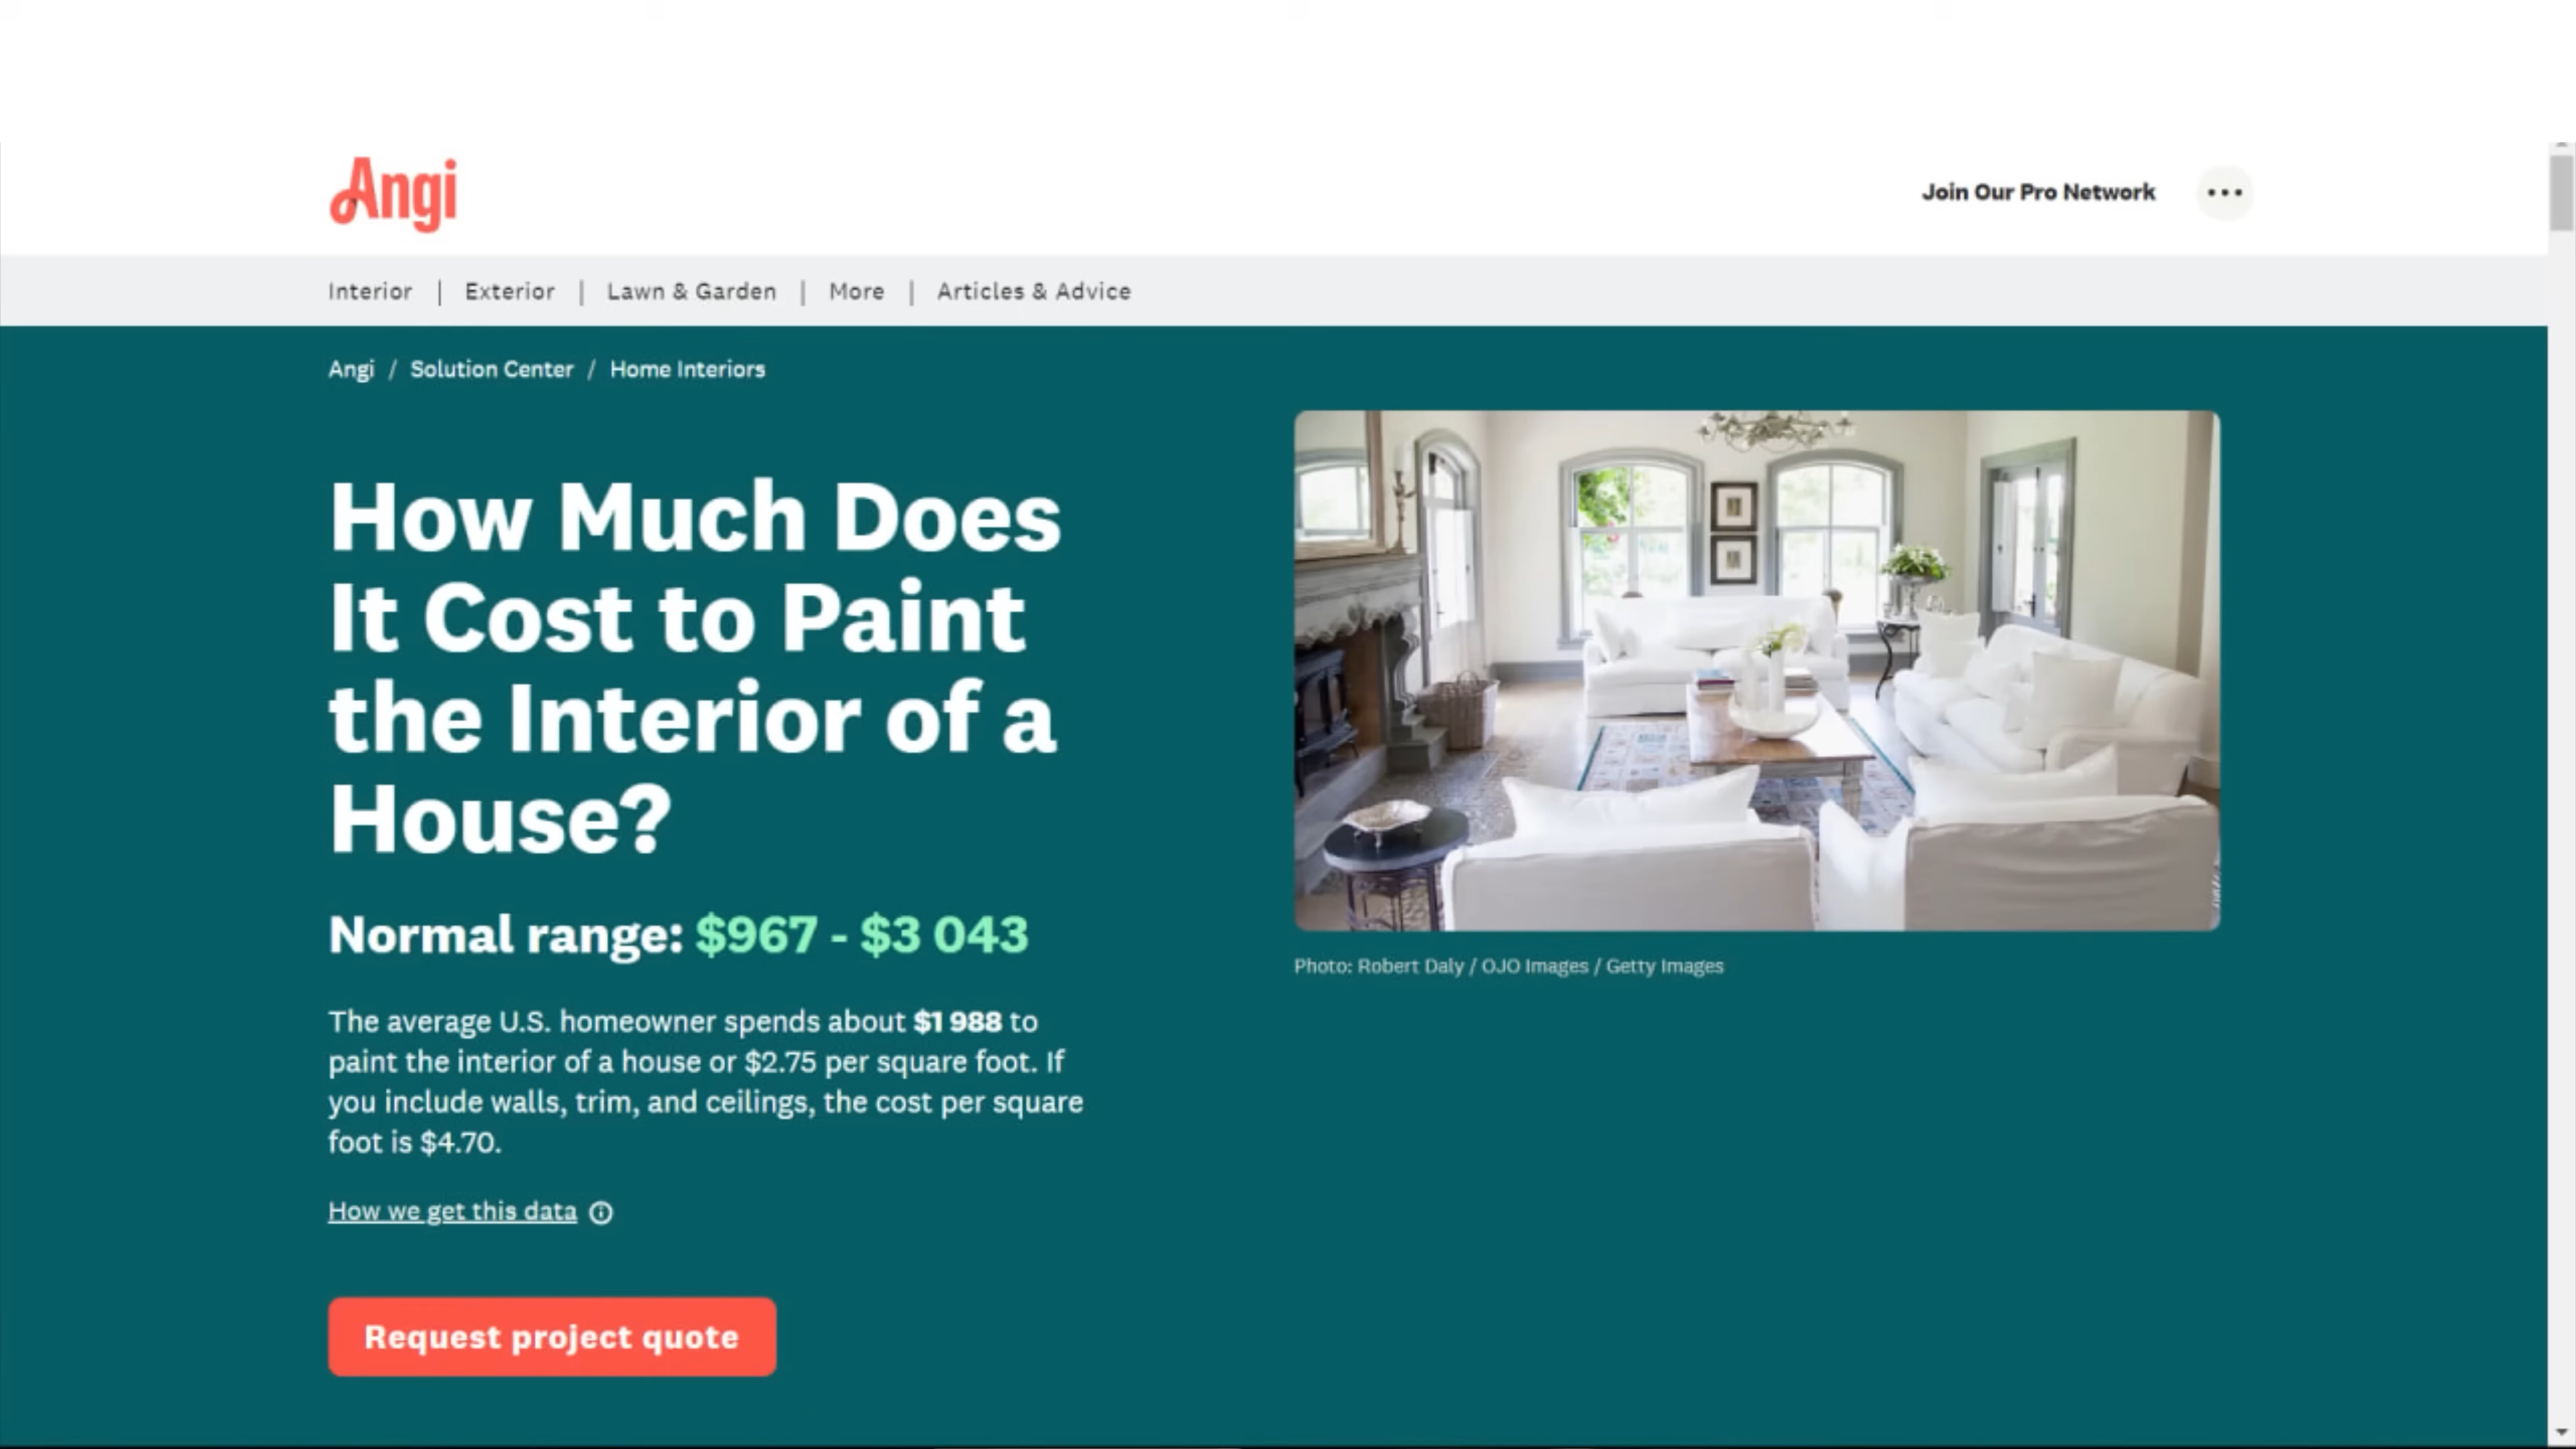 Angi
Join Our Pro Network
Interior | Exterior | Lawn & Garden | More | Articles & Advice
Angi / Solution Center / Home Interiors
How Much Does
It Cost to Paint
the Interior of a
House?
Normal range: $967 - $3 043
The average U.S. homeowner spends about $1 988 to
paint the interior of a house or $2.75 per square foot. If
you include walls, trim, and ceilings, the cost per square
foot is $4.70.
How we get this data
Request project quote
Photo: Robert Daly / OJO Images / Getty Images